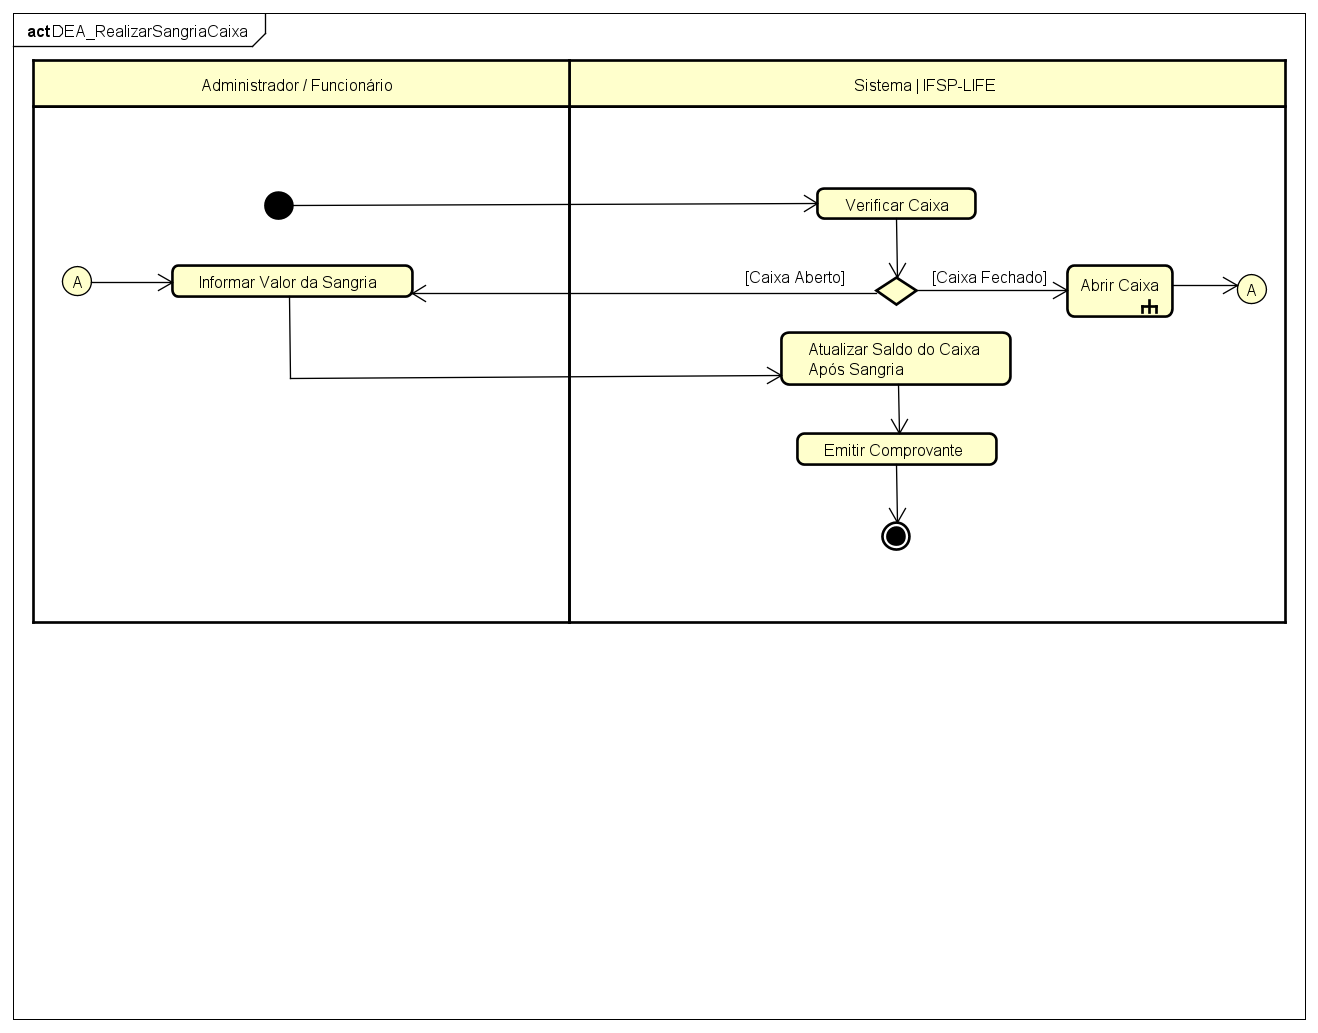 act DEA_RealizarSangriaCaixa
Administrador / Funcionário
Sistema | IFSP-LIFE
Verificar Caixa
A
Informar Valor da Sangria
[Caixa Aberto]
[Caixa Fechado]
Abrir Caixa
A
Atualizar Saldo do Caixa
Após Sangria
Emitir Comprovante